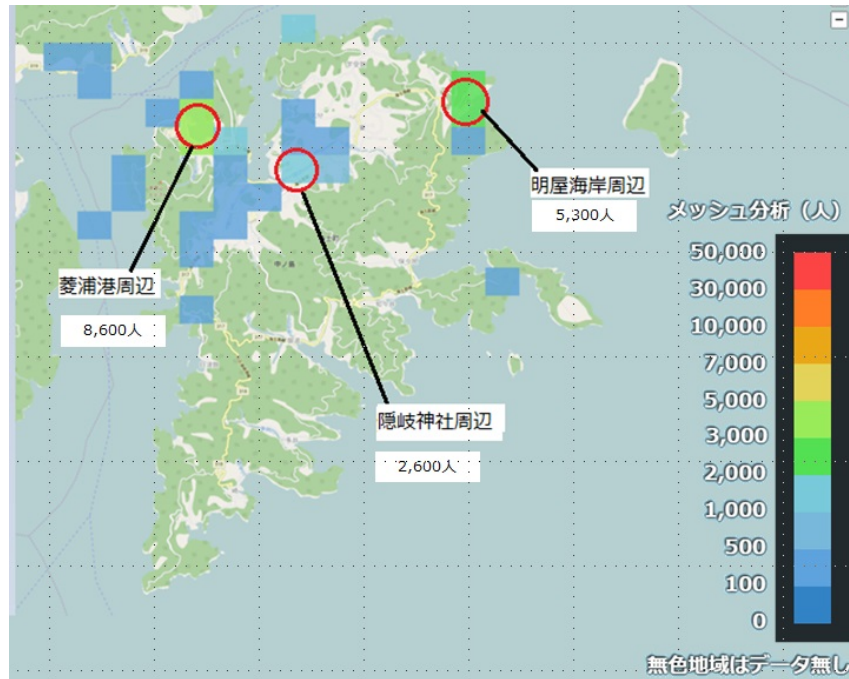 明屋海岸周辺
5,300人
メッシュ分析（人）
50,000
30,000
10,000
7,000
5,000
3,000
2,000
1,000
500
100
0
菱浦港周辺
8,600人
隠岐神社周辺
2,600人
無色地域はデータ無し